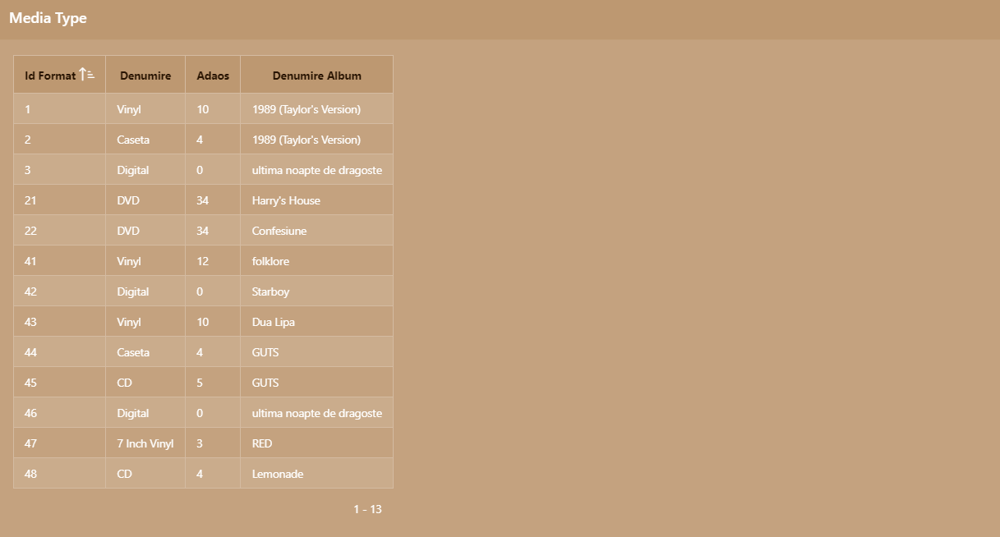 Media Type
Id Format Denumire Adaos Denumire Album
1 Vinyl 10 1989 (Taylor's Version)
2 Caseta 4 1989 (Taylor's Version)
3 Digital 0 ultima noapte de dragoste
21 DVD 34 Harry's House
22 DVD 34 Confesiune
41 Vinyl 12 folklore
42 Digital 0 Starboy
43 Vinyl 10 Dua Lipa
44 Caseta 4 GUTS
45 CD 5 GUTS
46 Digital 0 ultima noapte de dragoste
47 7 Inch Vinyl 3 RED
48 CD 4 Lemonade
1 - 13